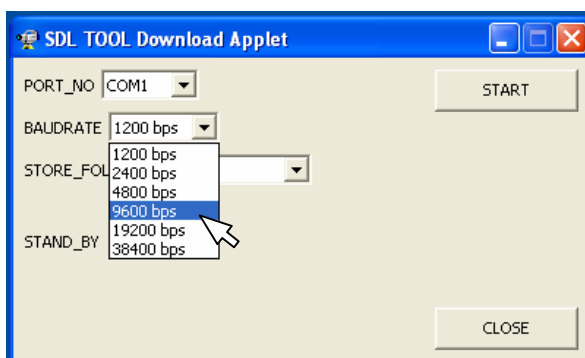 SDL TOOL Download Applet
PORT_NO COM1
START
BAUDRATE 1200 bps
1200 bps
STORE_FOL 2400 bps
4800 bps
9600 bps
19200 bps
STAND_BY 38400 bps
CLOSE